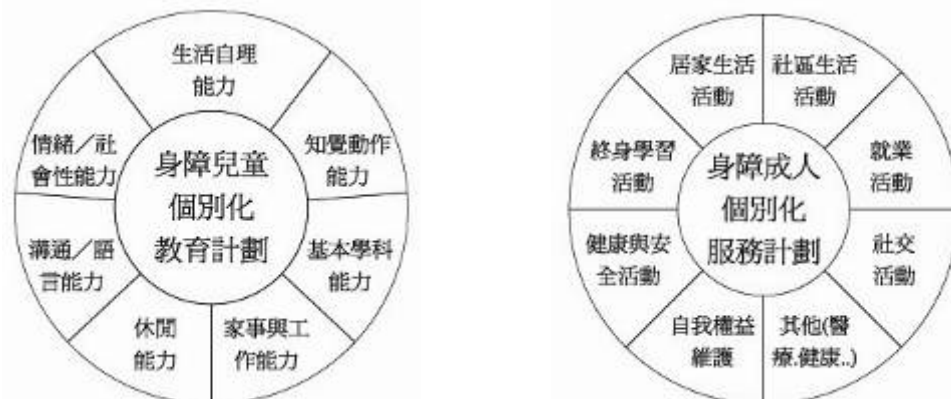 生活自理
能力
知覺動作
能力
基本學科
能力
家事與工
作能力
休閒
能力
溝通／語
言能力
情緒／社
會性能力
身障兒童
個別化
教育計劃
居家生活
活動
社區生活
活動
就業
活動
社交
活動
其他(醫
療.健康..)
自我權益
維護
健康與安
全活動
終身學習
活動
身障成人
個別化
服務計劃